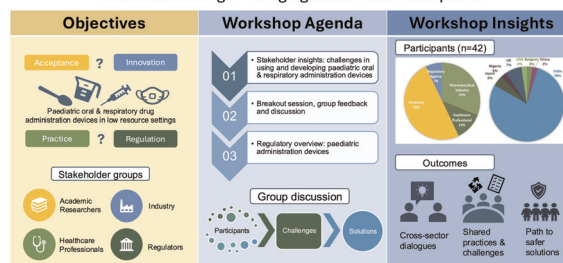 Objectives
Acceptance
?
Innovation
Paediatric oral & respiratory drug
administration devices in low resource settings
Practice
?
Regulation
Stakeholder groups
Academic
Researchers
Industry
Healthcare
Professionals
Regulators
Workshop Agenda
01
• Stakeholder insights: challenges in
using and developing paediatric oral
& respiratory administration devices
02
• Breakout session, group feedback
and discussion
03
• Regulatory overview: paediatric
administration devices
Group discussion
Participants
Challenges
Solutions
Workshop Insights
Participants (n=42)
Regulatory
Agency
Pharmaceutical
Industry
Healthcare
Professional
Academia
Nigeria
Japan
UK
USA
Belgium
China
India
Outcomes
Cross-sector
dialogues
Shared
practices &
challenges
Path to
safer
solutions